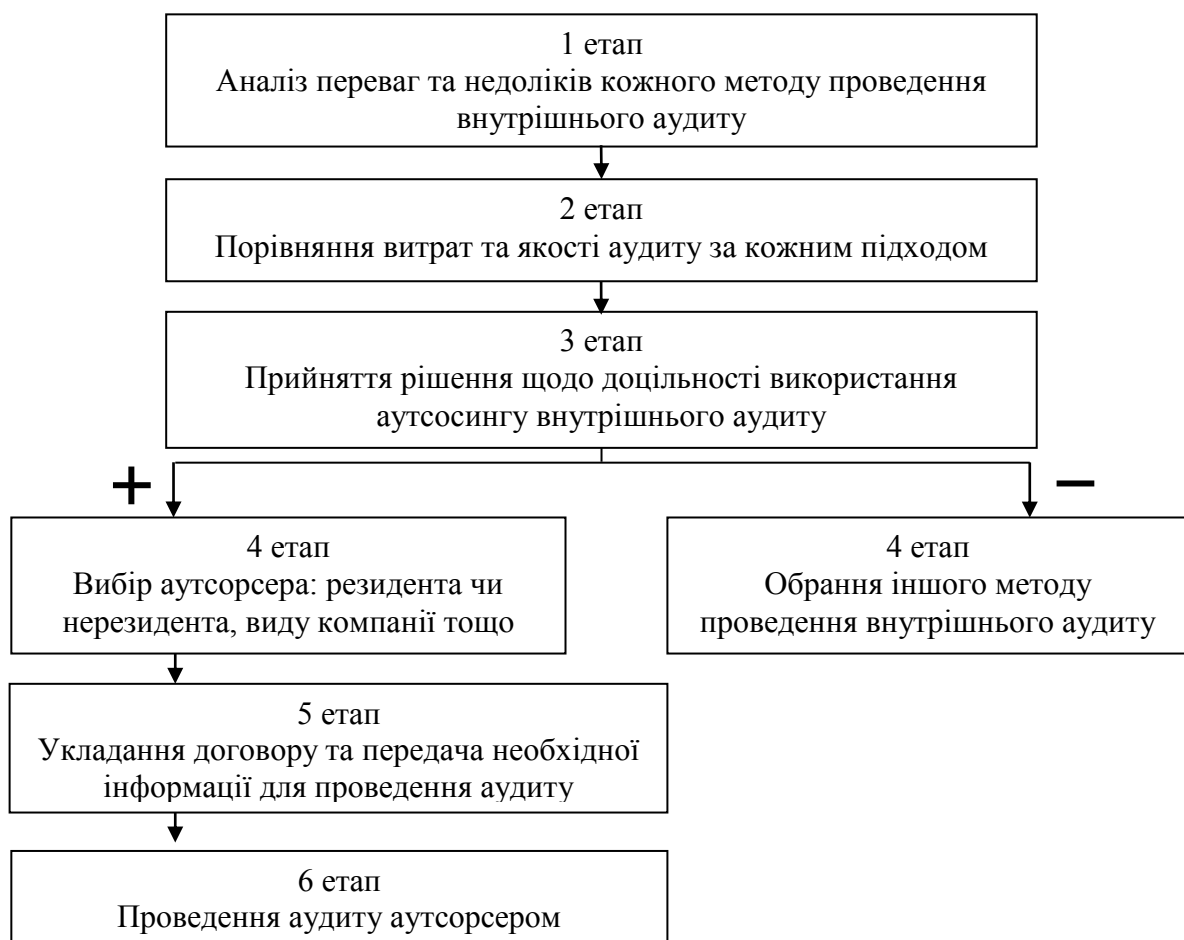 1 етап
Аналіз переваг та недоліків кожного методу проведення
внутрішнього аудиту
2 етап
Порівняння витрат та якості аудиту за кожним підходом
3 етап
Прийняття рішення щодо доцільності використання
аутсосингу внутрішнього аудиту
+
–
4 етап
Вибір аутсорсера: резидента чи
нерезидента, виду компанії тощо
4 етап
Обрання іншого методу
проведення внутрішнього аудиту
5 етап
Укладання договору та передача необхідної
інформації для проведення аудиту
6 етап
Проведення аудиту аутсорсером